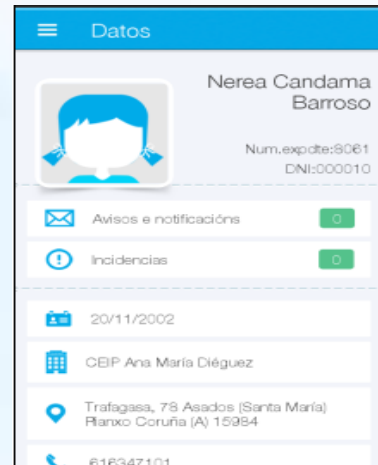 Datos
Nerea Candama
Barroso
Num.expdte:8061
DNI:000010
Avisos e notificacións
0
Incidencias
0
20/11/2002
CEIP Ana María Diéguez
Trafagasa, 78 Asados (Santa María)
Planxo Coruña (A) 15984
616347101